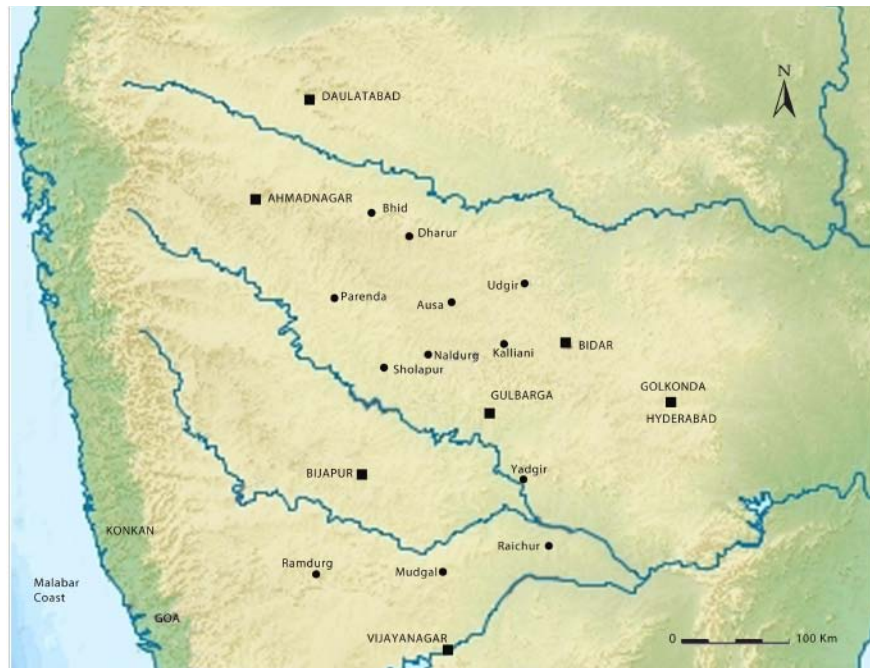 N
DAULATABAD
AHMADNAGAR
Bhid
Dharur
Udgir
Parenda
Ausa
Naldurg
Kalliani
BIDAR
Sholapur
GOLKONDA
GULBARGA
HYDERABAD
BIJAPUR
Yadgir
KONKAN
Raichur
Ramdurg
Mudgal
Malabar
Coast
GOA
VIJAYANAGAR
0 100 Km